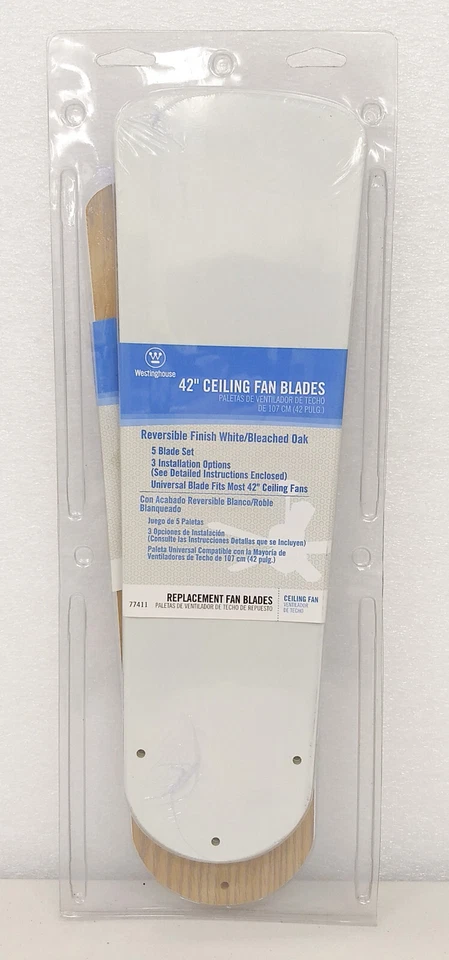 Westinghouse
42" CEILING FAN BLADES
PALETAS DE VENTILADOR DE TECHO
DE 107 CM (42 PULG.)
Reversible Finish White/Bleached Oak
5 Blade Set
3 Installation Options
(See Detailed Instructions Enclosed)
Universal Blade Fits Most 42" Ceiling Fans
Con Acabado Reversible Blanco/Roble
Blanqueado
Juego de 5 Paletas
3 Opciones de Instalación
(Consulte las Instrucciones Detallas que se Incluyen)
Paleta Universal Compatible con la Mayoría de
Ventiladores de Techo de 107 cm (42 pulg.)
REPLACEMENT FAN BLADES
77411 PALETAS DE VENTILADOR DE TECHO DE REPUESTO
CEILING FAN
VENTILADOR
DE TECHO